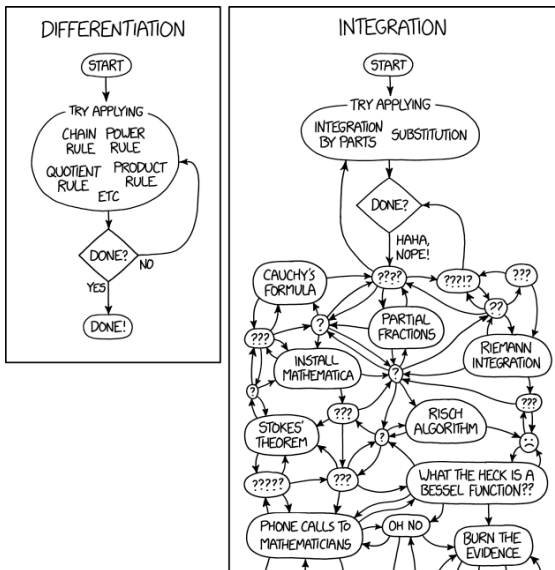 DIFFERENTIATION
START
TRY APPLYING
CHAIN RULE
POWER RULE
QUOTIENT RULE
PRODUCT RULE
ETC
DONE?
NO
YES
DONE!
INTEGRATION
START
TRY APPLYING
INTEGRATION
BY PARTS
SUBSTITUTION
DONE?
HAHA,
NOPE!
CAUCHY'S
FORMULA
????
???!?
???
??
???
?
PARTIAL
FRACTIONS
RIEMANN
INTEGRATION
INSTALL
MATHEMATICA
?
?
???
RISCH
ALGORITHM
???
STOKES'
THEOREM
?
?????
???
WHAT THE HECK IS A
BESSEL FUNCTION??
PHONE CALLS TO
MATHEMATICIANS
OH NO
BURN THE
EVIDENCE